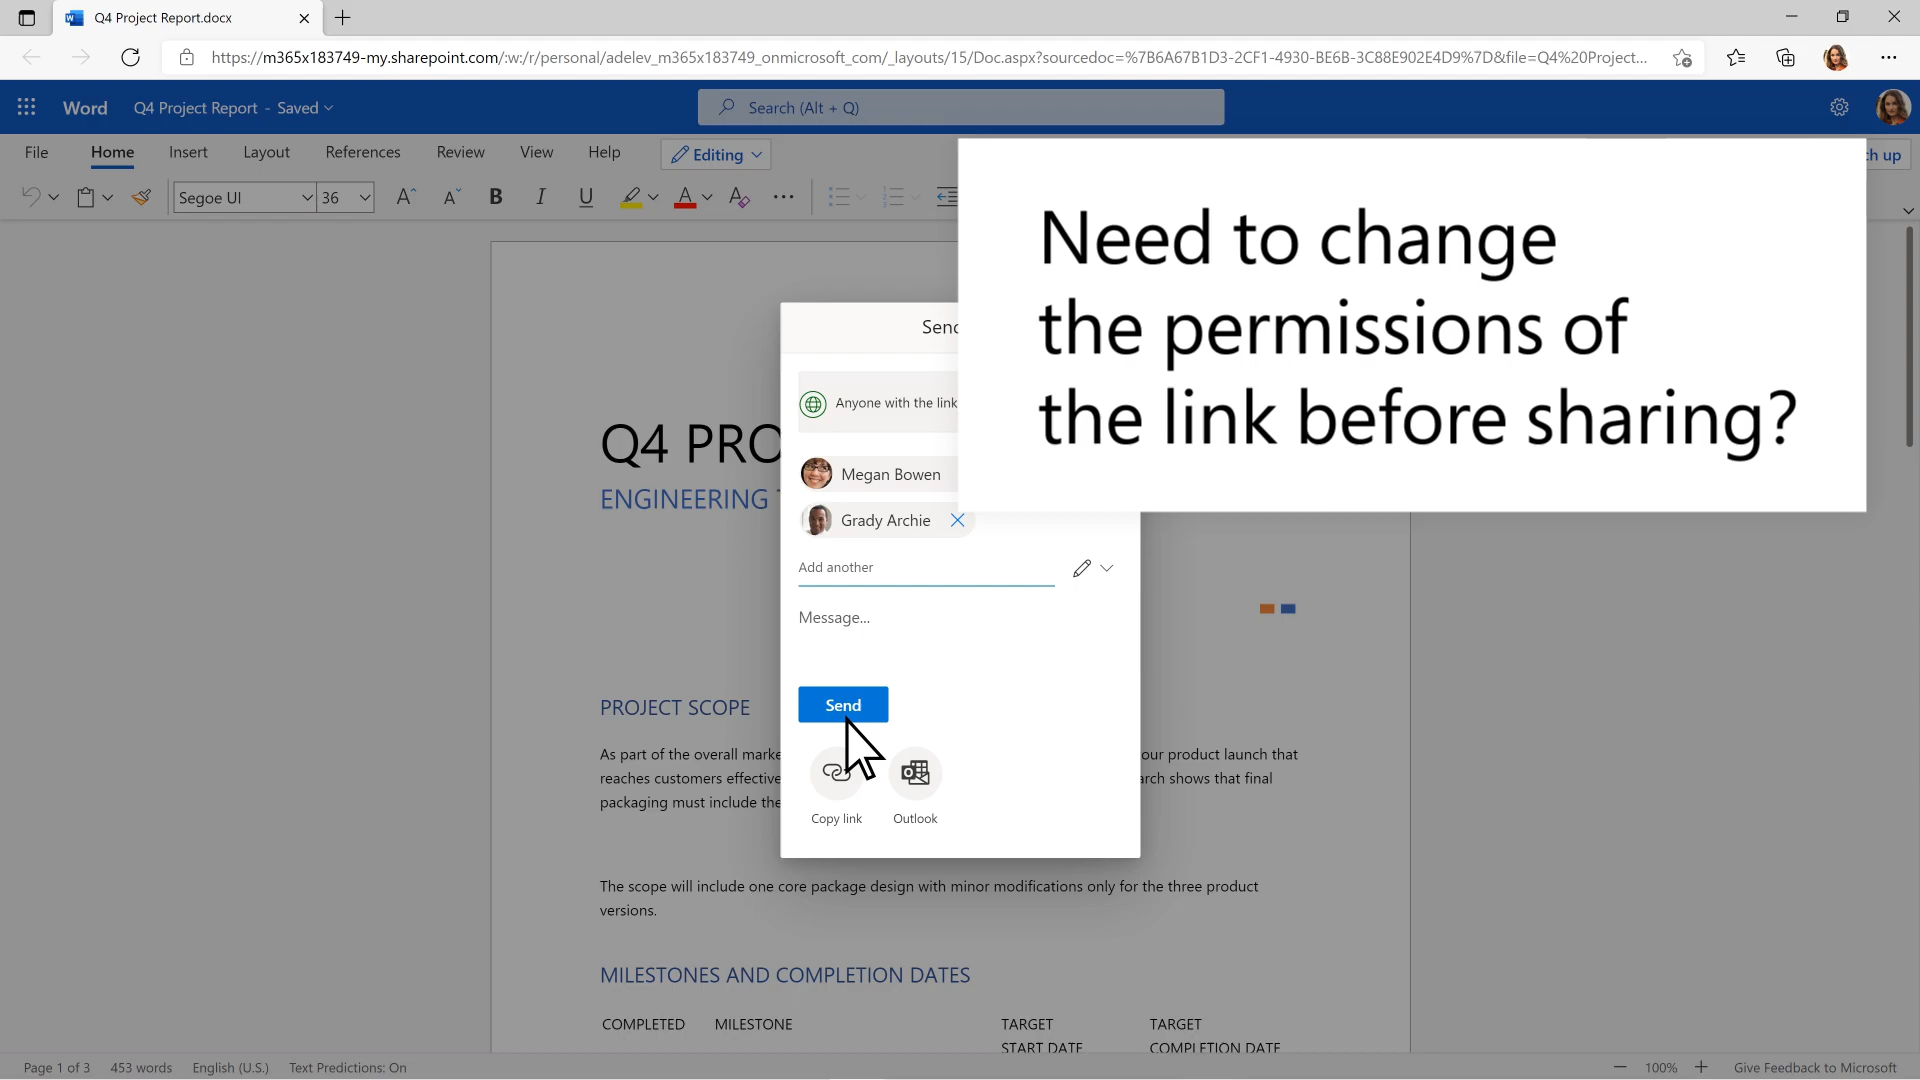 Q4 Project Report.docx
https://m365x183749-my.sharepoint.com/:w:/r/personal/adelev_m365x183749_onmicrosoft_com/_layouts/15/Doc.aspx?sourcedoc=%7B6A67B1D3-2CF1-4930-BE6B-3C88E902E4D9%7D&file=Q4%20Project...
Word Q4 Project Report - Saved Search (Alt + Q)
File Home Insert Layout References Review View Help Editing h up
Segoe UI 36 A A B I U A A
Need to change
the permissions of
the link before sharing?
Send
Anyone with the link
Megan Bowen
Grady Archie
Add another
Message...
Send
Copy link Outlook
Q4 PRO
ENGINEERING
PROJECT SCOPE
As part of the overall marke our product launch that
reaches customers effective arch shows that final
packaging must include the
The scope will include one core package design with minor modifications only for the three product
versions.
MILESTONES AND COMPLETION DATES
COMPLETED MILESTONE TARGET TARGET
START DATE COMPLETION DATE
Page 1 of 3 453 words English (U.S.) Text Predictions: On 100% Give Feedback to Microsoft